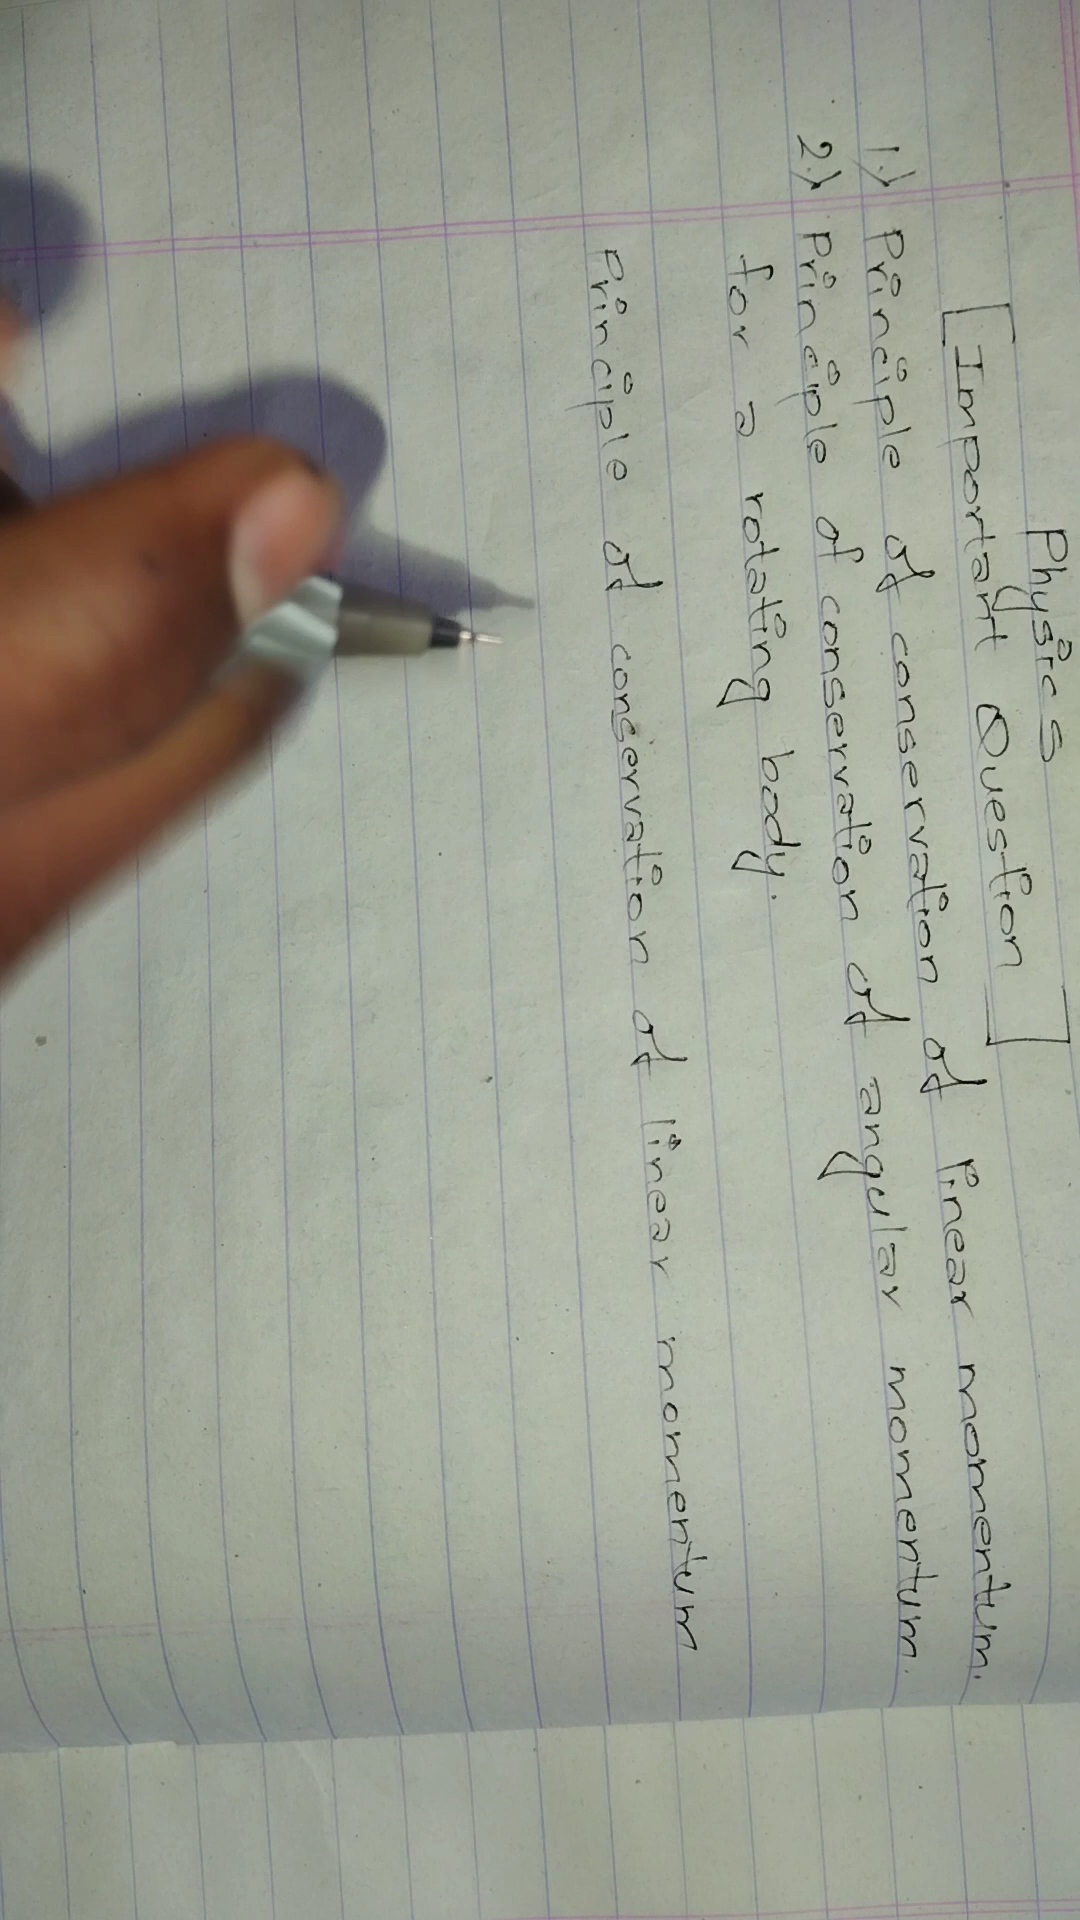 Physics
[Important Question]
1.) Principle of conservation of linear momentum.
2.) Principle of conservation of angular momentum.
for a rotating body.
Principle of conservation of linear momentum